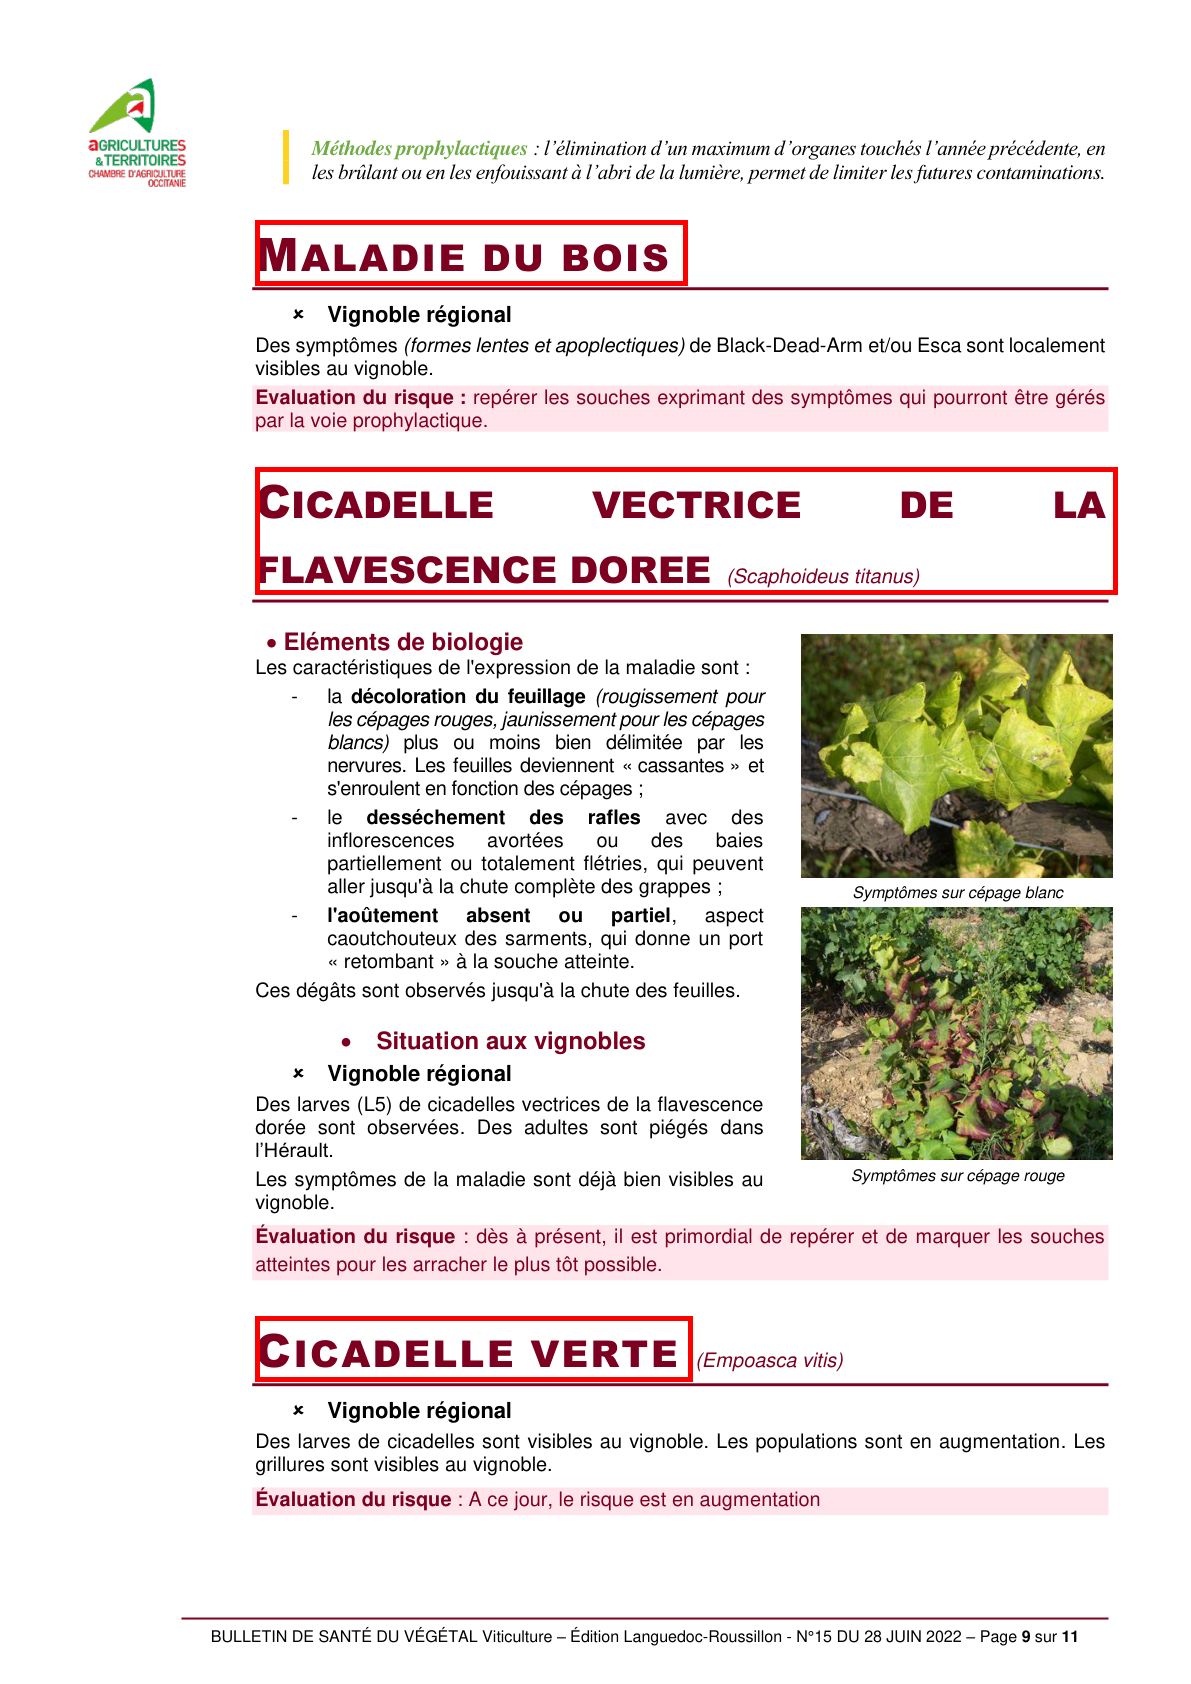 aGRICULTURES
& TERRITOIRES
CHAMBRE D'AGRICULTURE
OCCITANIE
Méthodes prophylactiques : l’élimination d’un maximum d’organes touchés l’année précédente, en
les brûlant ou en les enfouissant à l’abri de la lumière, permet de limiter les futures contaminations.
MALADIE DU BOIS
× Vignoble régional
Des symptômes (formes lentes et apoplectiques) de Black-Dead-Arm et/ou Esca sont localement
visibles au vignoble.
Evaluation du risque : repérer les souches exprimant des symptômes qui pourront être gérés
par la voie prophylactique.
CICADELLE VECTRICE DE LA
FLAVESCENCE DOREE (Scaphoideus titanus)
• Eléments de biologie
Les caractéristiques de l'expression de la maladie sont :
- la décoloration du feuillage (rougissement pour
les cépages rouges, jaunissement pour les cépages
blancs) plus ou moins bien délimitée par les
nervures. Les feuilles deviennent « cassantes » et
s'enroulent en fonction des cépages ;
- le desséchement des rafles avec des
inflorescences avortées ou des baies
partiellement ou totalement flétries, qui peuvent
aller jusqu'à la chute complète des grappes ;
- l'aoûtement absent ou partiel, aspect
caoutchouteux des sarments, qui donne un port
« retombant » à la souche atteinte.
Ces dégâts sont observés jusqu'à la chute des feuilles.
Symptômes sur cépage blanc
Symptômes sur cépage rouge
• Situation aux vignobles
× Vignoble régional
Des larves (L5) de cicadelles vectrices de la flavescence
dorée sont observées. Des adultes sont piégés dans
l’Hérault.
Les symptômes de la maladie sont déjà bien visibles au
vignoble.
Évaluation du risque : dès à présent, il est primordial de repérer et de marquer les souches
atteintes pour les arracher le plus tôt possible.
CICADELLE VERTE (Empoasca vitis)
× Vignoble régional
Des larves de cicadelles sont visibles au vignoble. Les populations sont en augmentation. Les
grillures sont visibles au vignoble.
Évaluation du risque : A ce jour, le risque est en augmentation
BULLETIN DE SANTÉ DU VÉGÉTAL Viticulture – Édition Languedoc-Roussillon - N°15 DU 28 JUIN 2022 – Page 9 sur 11